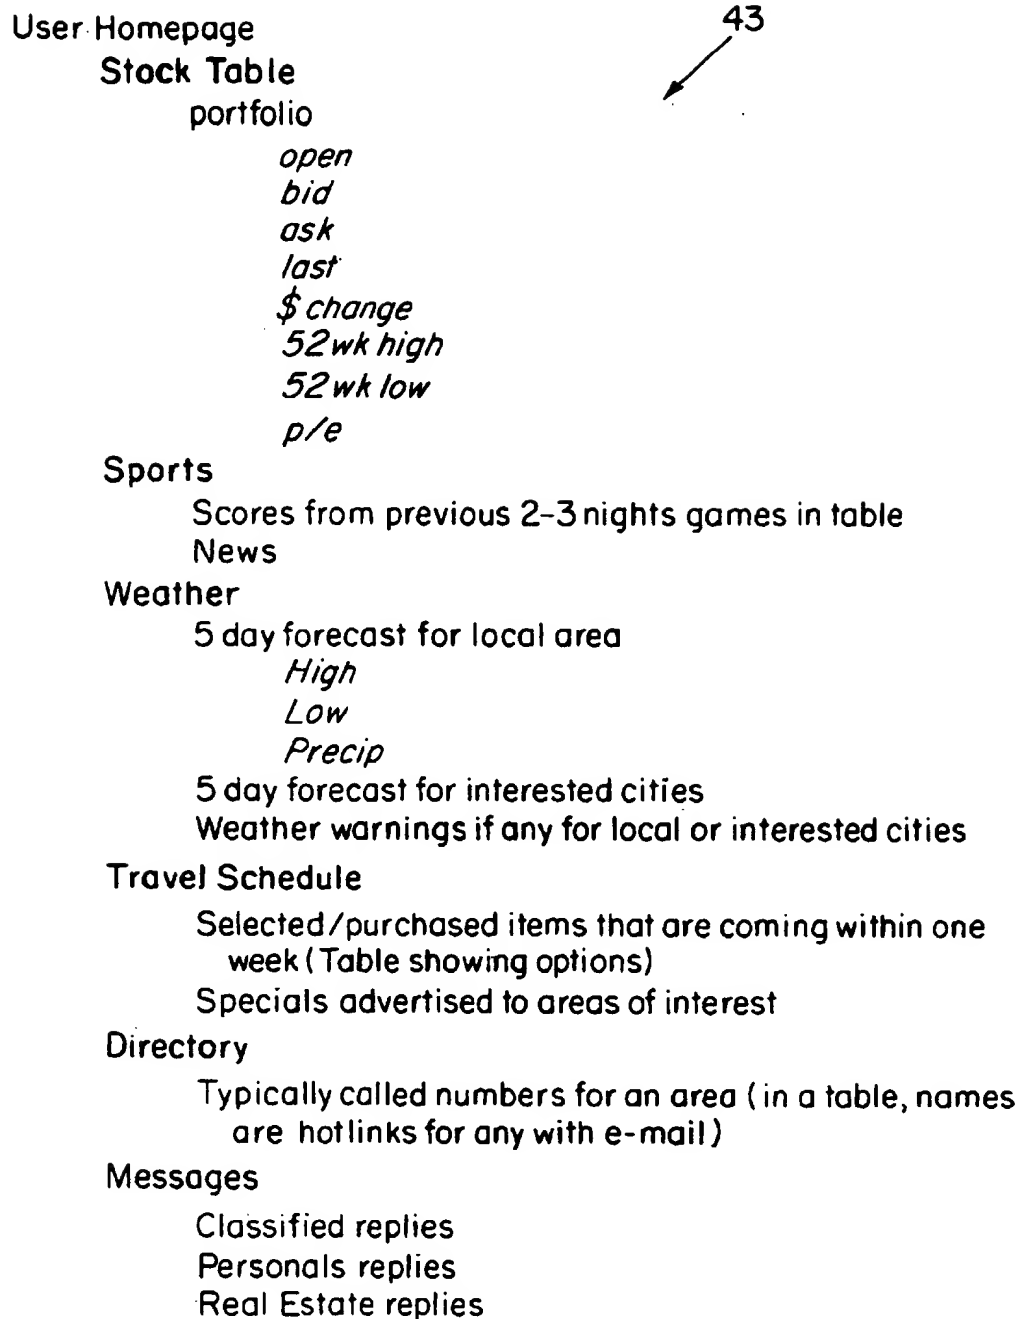 User Homepage
43
Stock Table
portfolio
open
bid
ask
last
$ change
52 wk high
52 wk low
p/e
Sports
Scores from previous 2-3 nights games in table
News
Weather
5 day forecast for local area
High
Low
Precip
5 day forecast for interested cities
Weather warnings if any for local or interested cities
Travel Schedule
Selected/purchased items that are coming within one
week (Table showing options)
Specials advertised to areas of interest
Directory
Typically called numbers for an area (in a table, names
are hotlinks for any with e-mail)
Messages
Classified replies
Personals replies
Real Estate replies